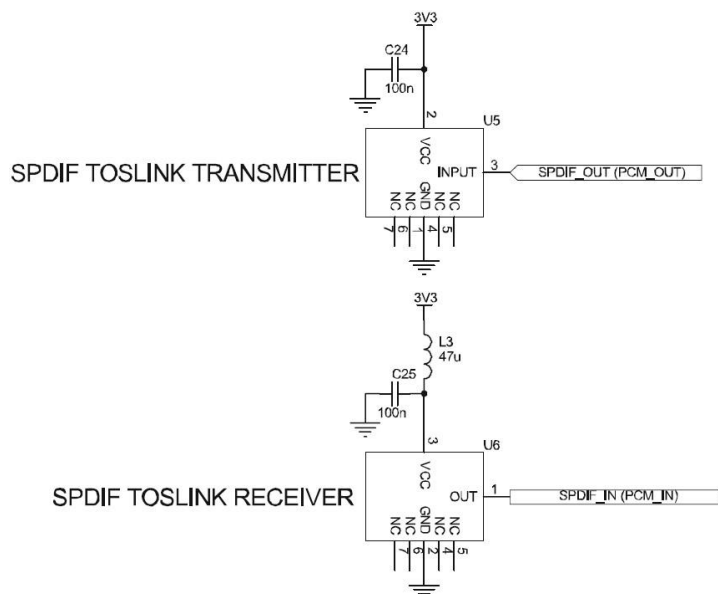 3V3
C24
100n
2
U5
VCC
SPDIF TOSLINK TRANSMITTER
INPUT
3
SPDIF_OUT (PCM_OUT)
NC
NC
GND
NC
NC
7
6
1
4
5
3V3
L3
47u
C25
100n
3
U6
VCC
SPDIF TOSLINK RECEIVER
OUT
1
SPDIF_IN (PCM_IN)
NC
NC
GND
NC
NC
7
6
2
4
5